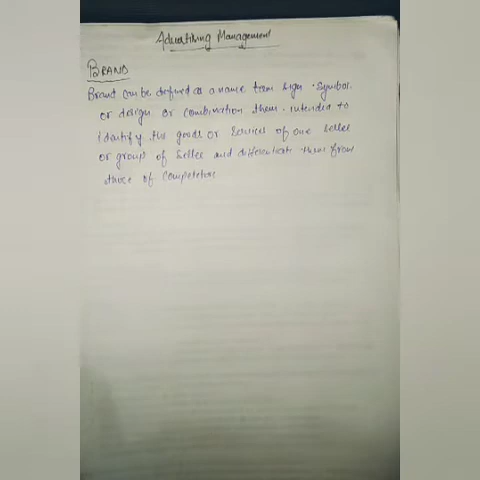 Advertising Management
BRAND
Brand can be defined as a name term sign . Symbol.
or design or combination them . intended to
identify the goods or Services of one Seller
or group of Seller and differentiate them from
those of Competetors